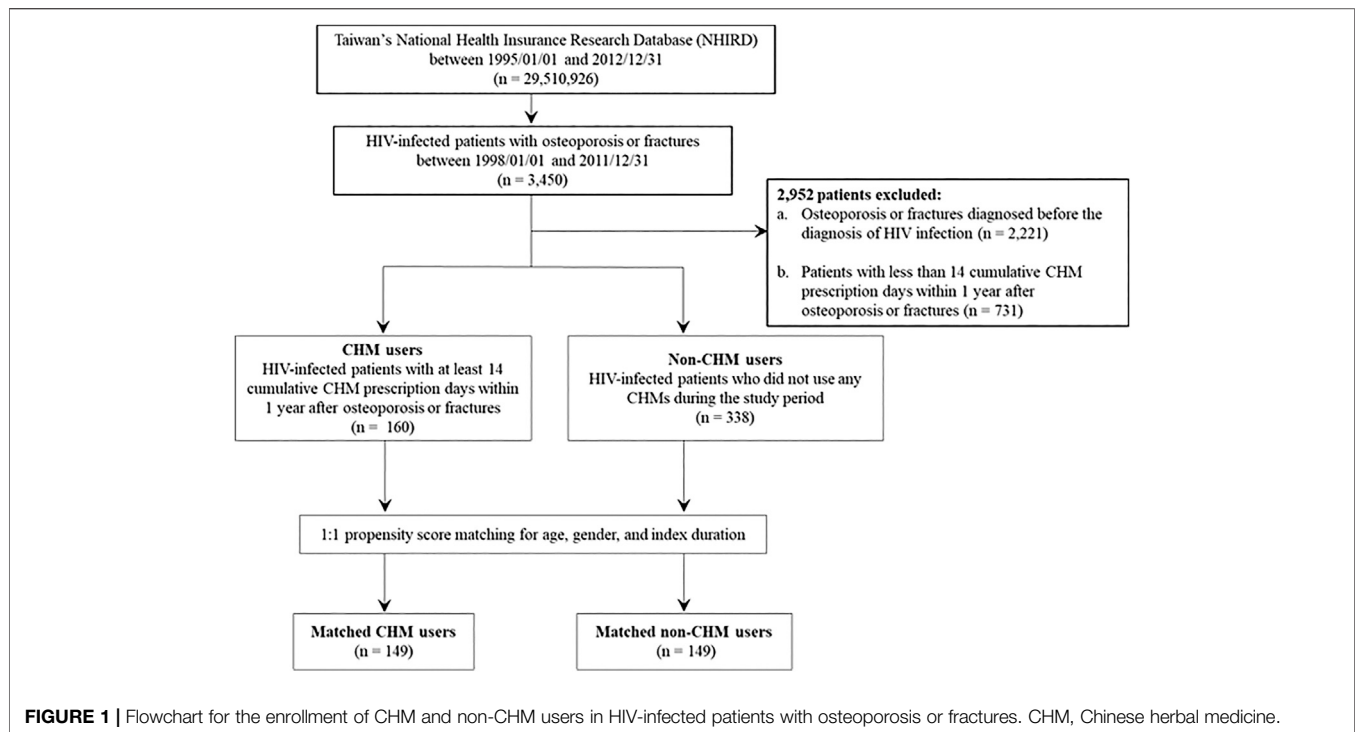 Taiwan's National Health Insurance Research Database (NHIRD)
between 1995/01/01 and 2012/12/31
(n = 29,510,926)
HIV-infected patients with osteoporosis or fractures
between 1998/01/01 and 2011/12/31
(n = 3,450)
2,952 patients excluded:
a. Osteoporosis or fractures diagnosed before the
diagnosis of HIV infection (n = 2,221)
b. Patients with less than 14 cumulative CHM
prescription days within 1 year after
osteoporosis or fractures (n = 731)
CHM users
HIV-infected patients with at least 14
cumulative CHM prescription days within
1 year after osteoporosis or fractures
(n = 160)
Non-CHM users
HIV-infected patients who did not use any
CHMs during the study period
(n = 338)
1:1 propensity score matching for age, gender, and index duration
Matched CHM users
(n = 149)
Matched non-CHM users
(n = 149)
FIGURE 1 | Flowchart for the enrollment of CHM and non-CHM users in HIV-infected patients with osteoporosis or fractures. CHM, Chinese herbal medicine.